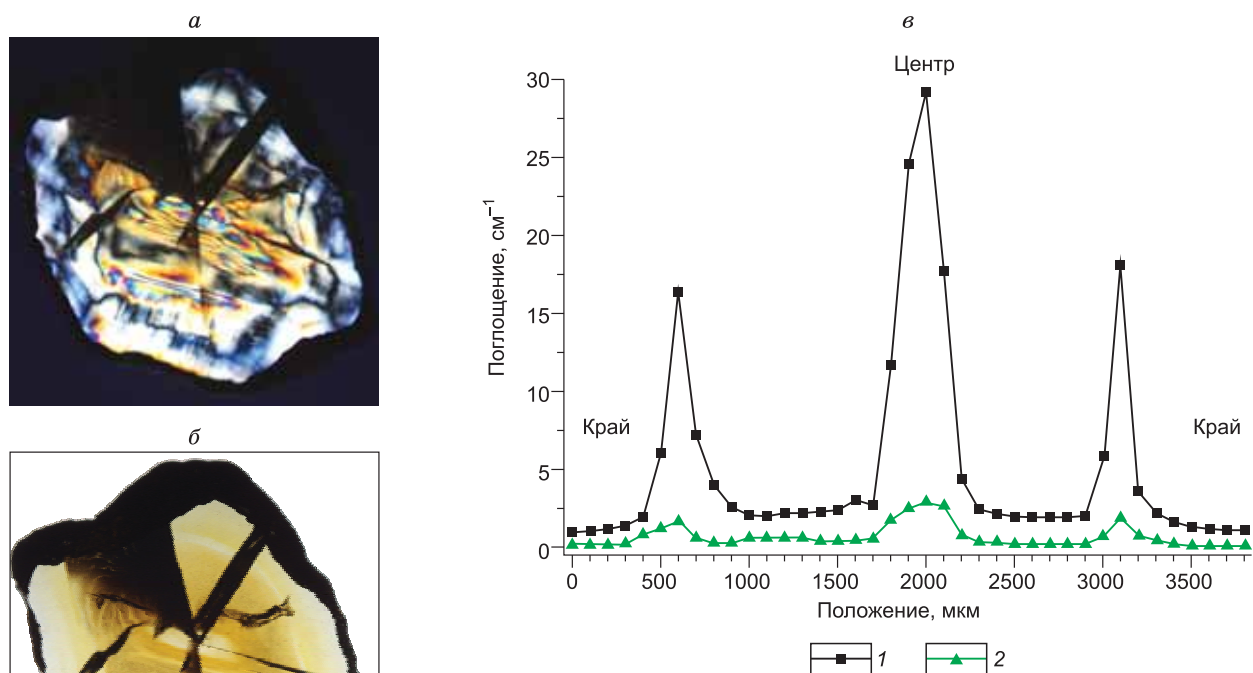 а
б
в
Поглощение, см⁻¹
30
25
20
15
10
5
0
Центр
Край
Край
0 500 1000 1500 2000 2500 3000 3500
Положение, мкм
1
2